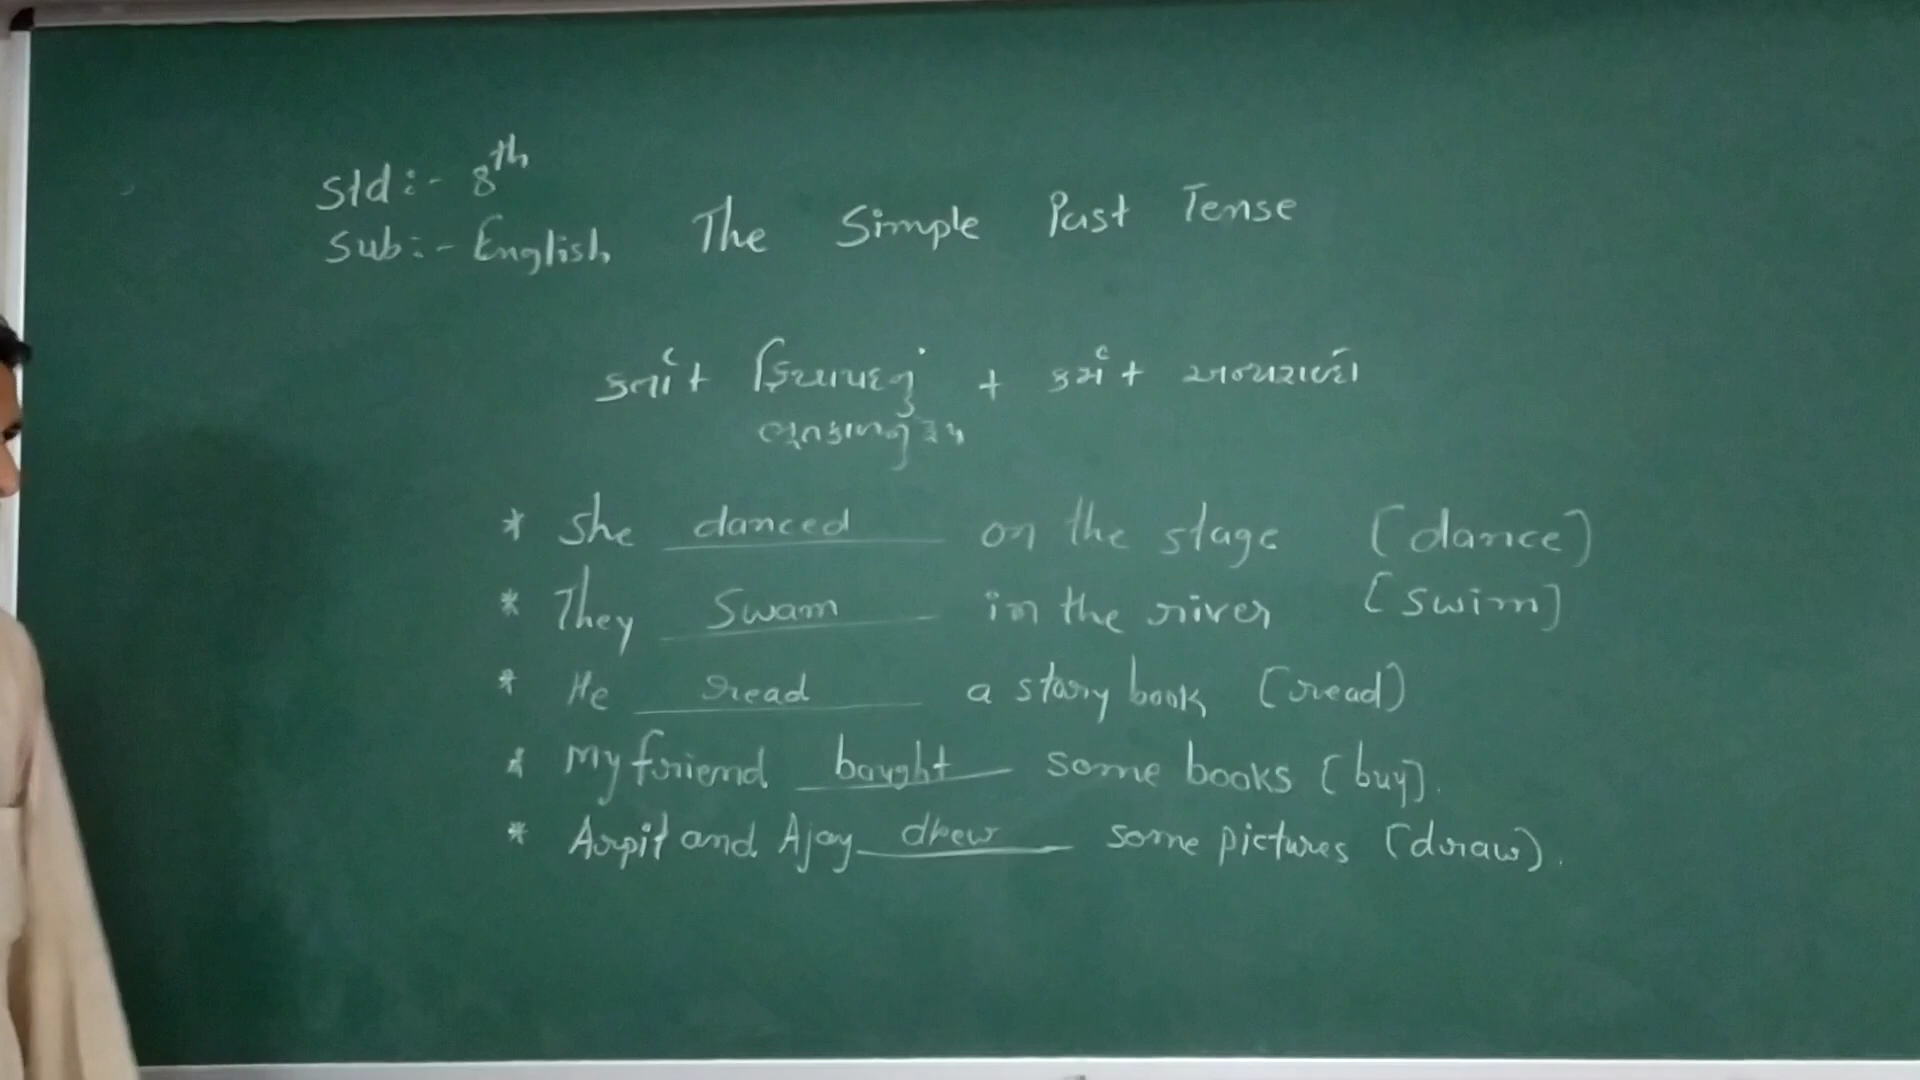 Std :- 8th
Sub :- English
The Simple Past Tense
કર્તા + ક્રિયાપદનું + કર્મ + અન્યશબ્દો
ભૂતકાળનું રૂપ
* She danced on the stage (dance)
* They Swam in the river [swim]
* He read a story book (read)
* My friend bought some books (buy).
* Arpit and Ajay drew some pictures (draw).